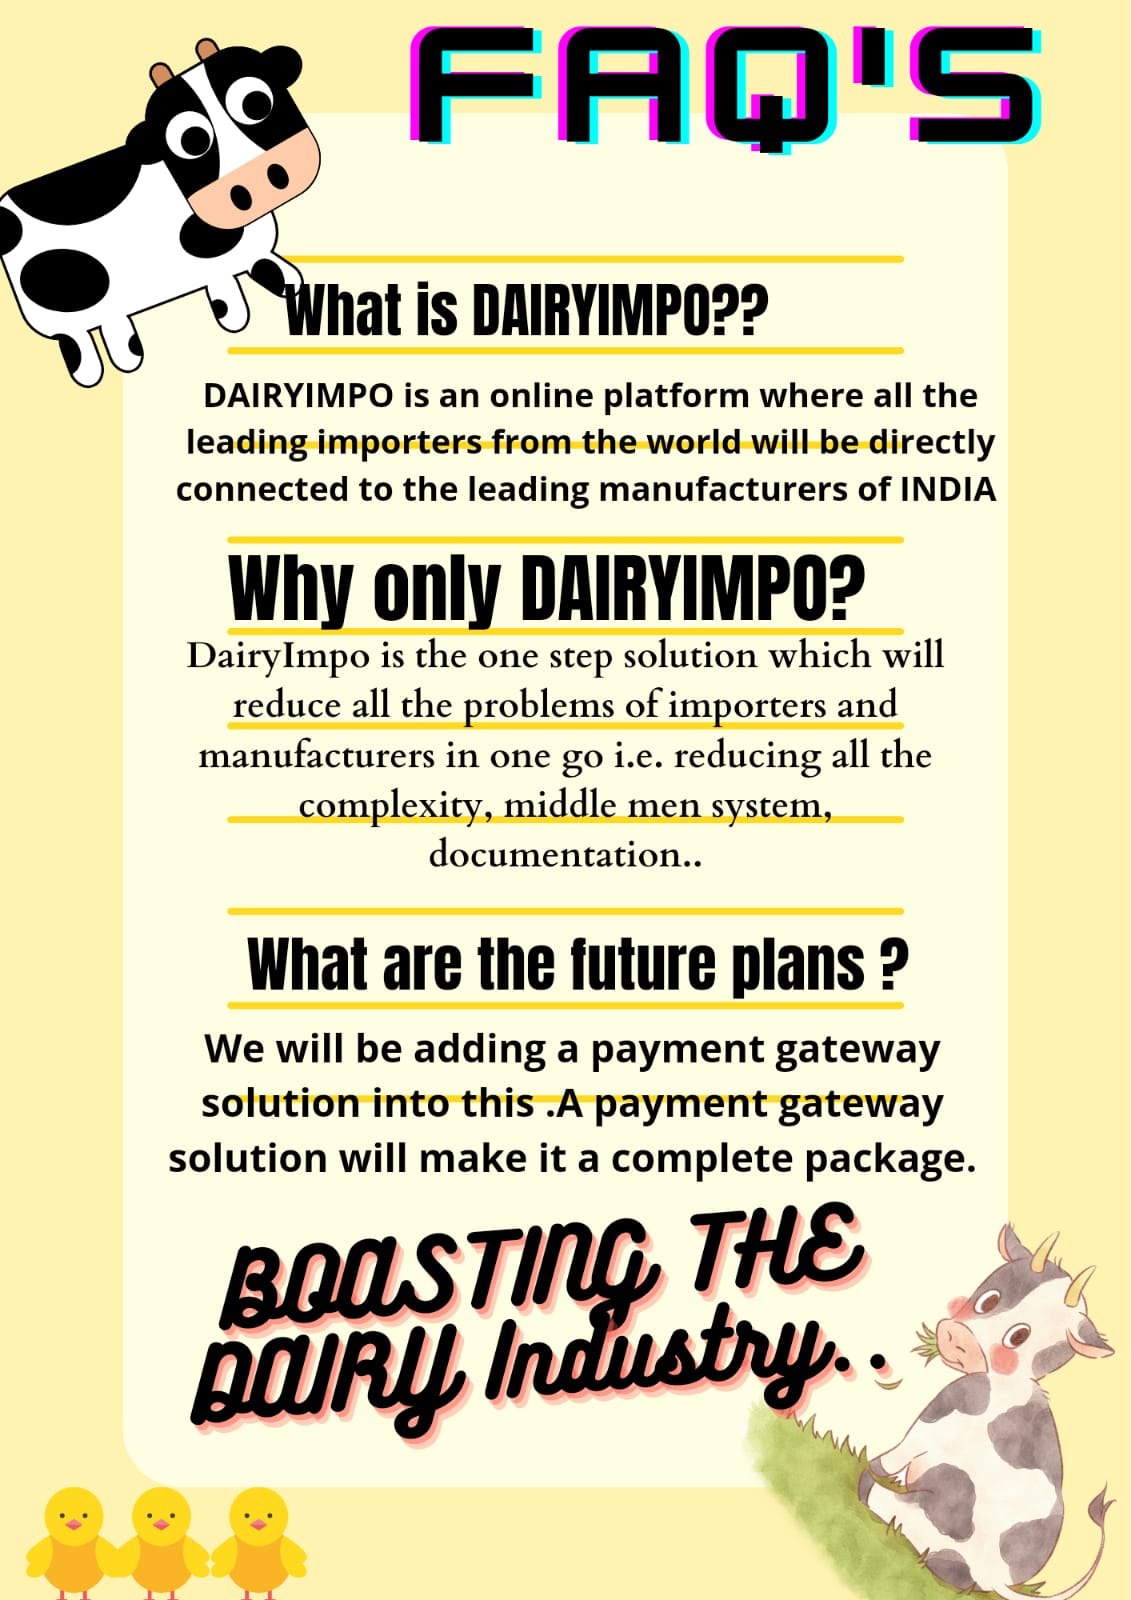 FAQ'S
What is DAIRYIMPO??
DAIRYIMPO is an online platform where all the
leading importers from the world will be directly
connected to the leading manufacturers of INDIA
Why only DAIRYIMPO?
DairyImpo is the one step solution which will
reduce all the problems of importers and
manufacturers in one go i.e. reducing all the
complexity, middle men system,
documentation..
What are the future plans ?
We will be adding a payment gateway
solution into this .A payment gateway
solution will make it a complete package.
BOASTING THE
DAIRY Industry..